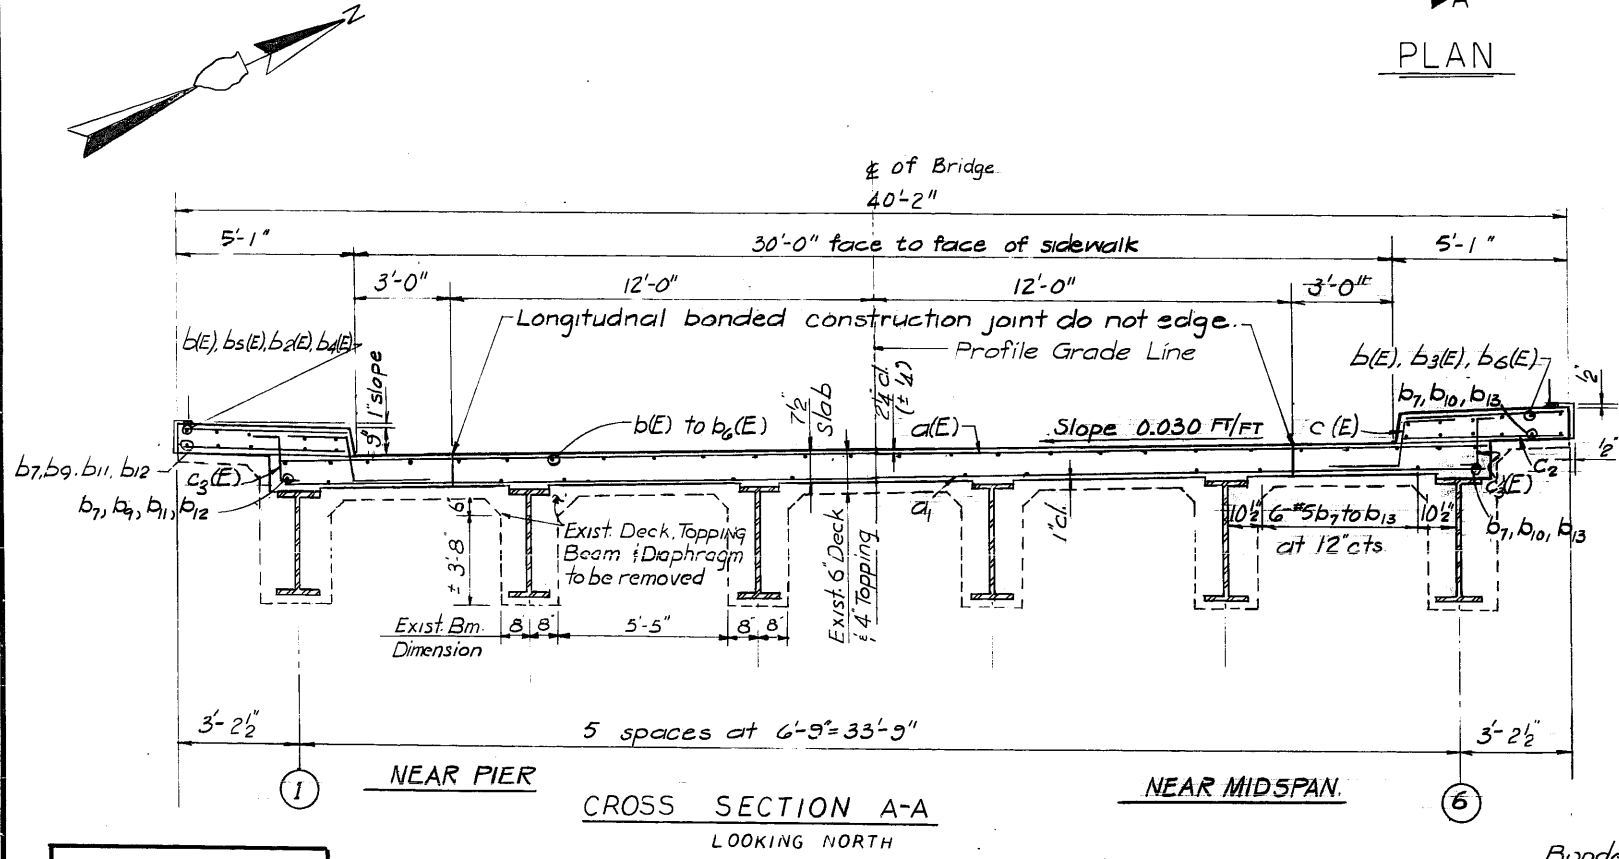 A
PLAN
Z
℄ of Bridge
40'-2"
5'-1"
30'-0" face to face of sidewalk
5'-1"
3'-0"
12'-0"
12'-0"
3'-0"
Longitudnal bonded construction joint do not edge.
Profile Grade Line
b(E), b5(E), b2(E), b4(E)
1" slope
9"
7½" Slab
2¼" cl.
(± ¼)
b(E), b3(E), b6(E)
½"
b7, b10, b13
b(E) to b6(E)
a(E)
Slope 0.030 FT/FT
c(E)
½"
b7, b9, b11, b12
c3(E)
c2
c3(E)
b7, b9, b11, b12
6"
± 3'-8"
Exist. Deck, Topping
Beam & Diaphragm
to be removed
Exist. 6" Deck
& 4" Topping
a1
1" cl.
10½"
6-#5 b7 to b13
10½"
at 12" cts.
b7, b10, b13
Exist. Bm.
Dimension
8"
8"
5'-5"
8"
8"
3'-2½"
5 spaces at 6'-9"=33'-9"
3'-2½"
1
NEAR PIER
NEAR MIDSPAN.
6
CROSS SECTION A-A
LOOKING NORTH